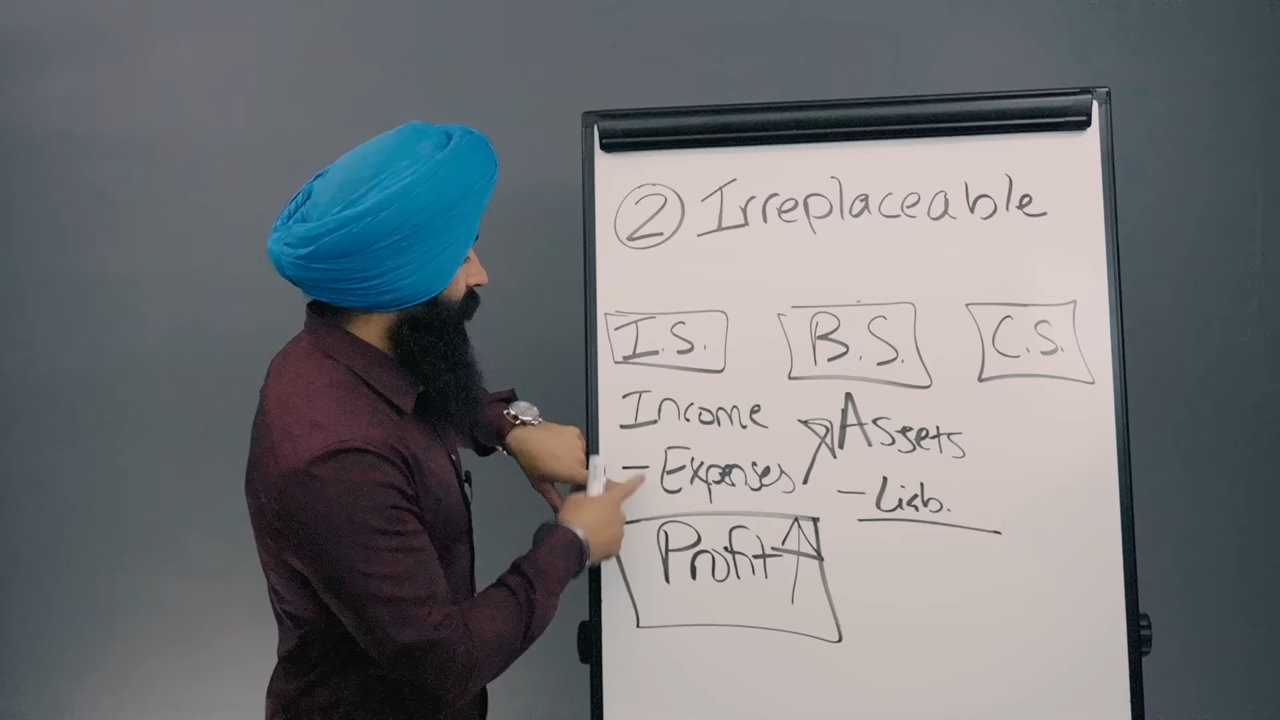 ② Irreplaceable
I.S. B.S. C.S.
Income
- Expenses
Profit ↑
Assets
- Liab.